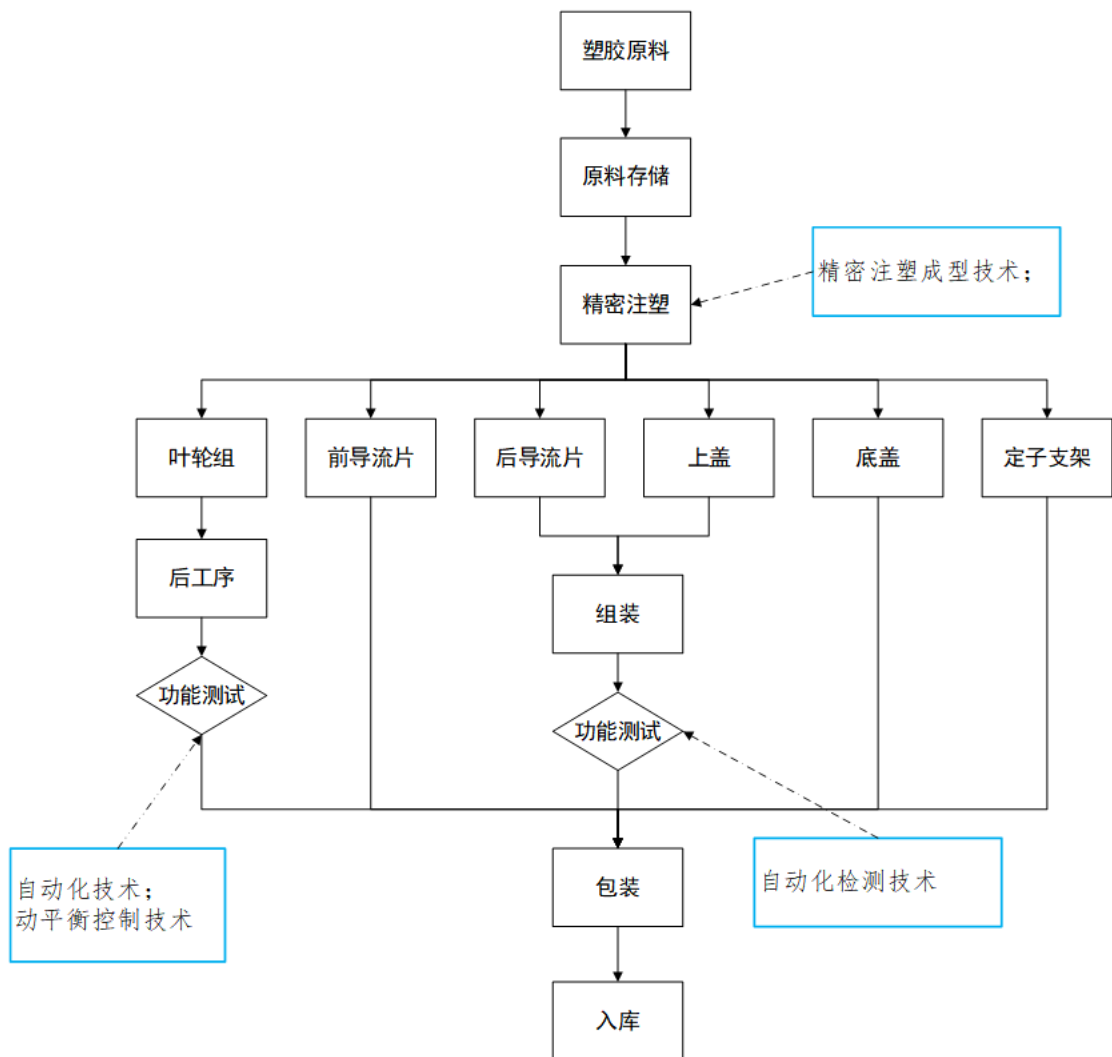 塑胶原料
原料存储
精密注塑成型技术；
精密注塑
叶轮组
前导流片
后导流片
上盖
底盖
定子支架
后工序
组装
功能测试
功能测试
自动化技术；
动平衡控制技术
包装
自动化检测技术
入库